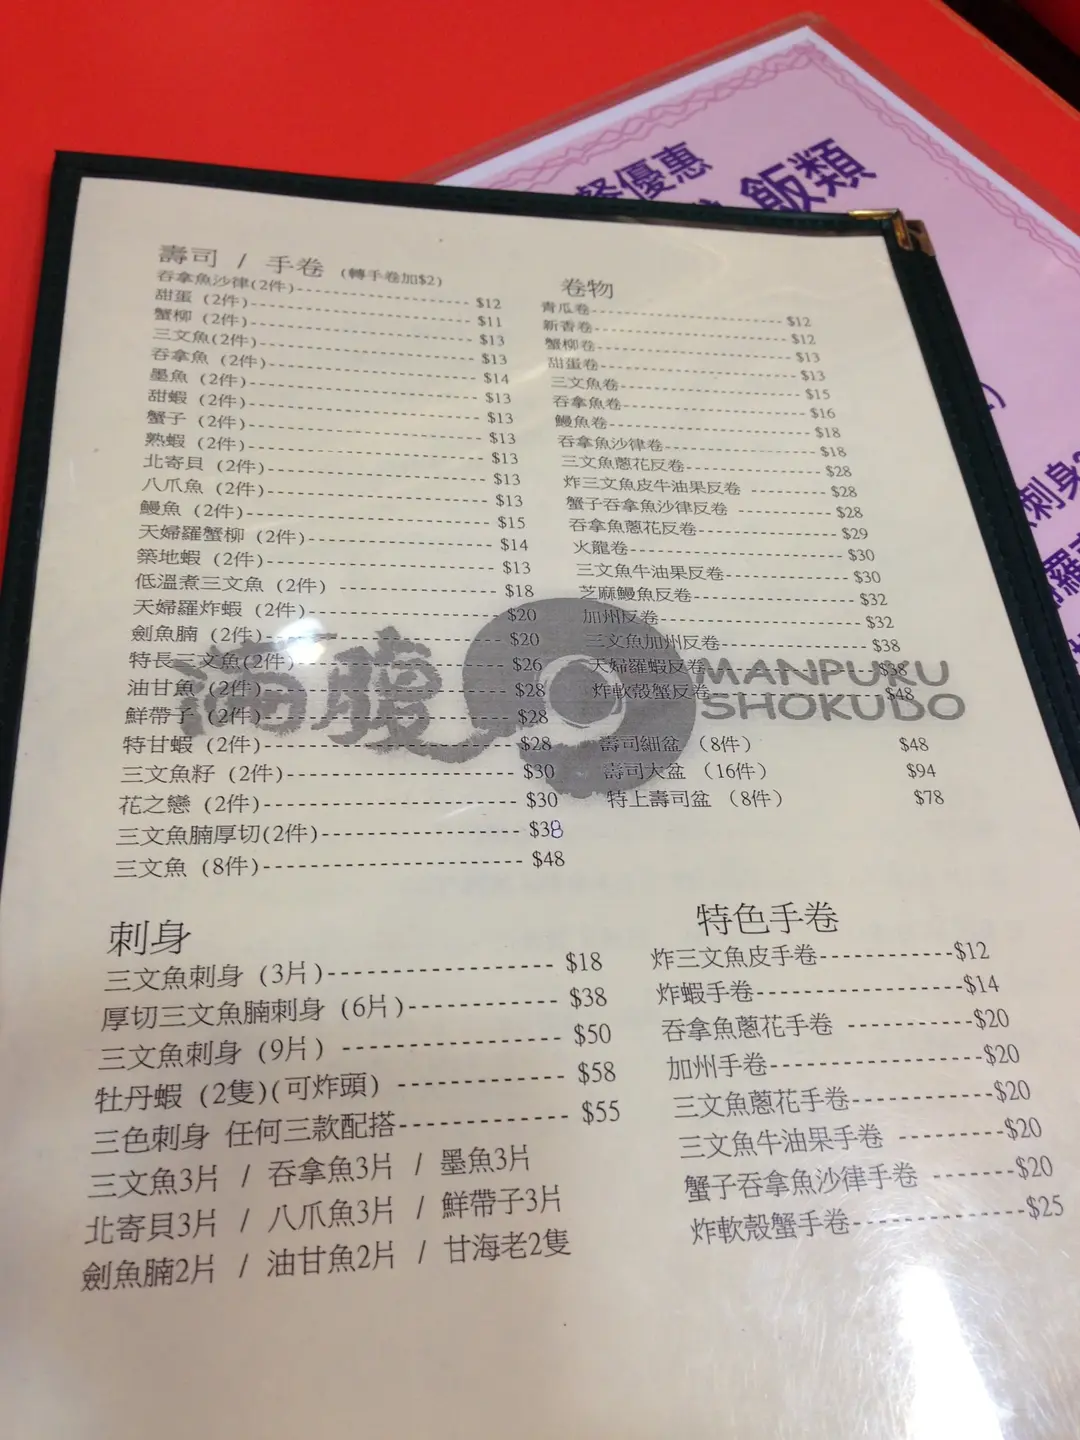 餐優惠
飯類
刺身
壽司 / 手卷 (轉手卷加$2)
吞拿魚沙律(2件)--------------------- $12
甜蛋 (2件)--------------------- $11
蟹柳 (2件)--------------------- $13
三文魚(2件)--------------------- $13
吞拿魚 (2件)--------------------- $14
墨魚 (2件)--------------------- $13
甜蝦 (2件)--------------------- $13
蟹子 (2件)--------------------- $13
熟蝦 (2件)--------------------- $13
北寄貝 (2件)--------------------- $13
八爪魚 (2件)--------------------- $13
鰻魚 (2件)--------------------- $15
天婦羅蟹柳 (2件)--------------------- $14
築地蝦 (2件)--------------------- $13
低溫煮三文魚 (2件) --------------- $18
天婦羅炸蝦 (2件)------------------ $20
劍魚腩 (2件)--------------------- $20
特長三文魚(2件)------------------ $26
油甘魚 (2件)--------------------- $28
鮮帶子 (2件)--------------------- $28
特甘蝦 (2件)--------------------- $28
三文魚籽 (2件)------------------- $30
花之戀 (2件)--------------------- $30
三文魚腩厚切(2件)----------------- $38
三文魚 (8件)--------------------- $48
卷物
青瓜卷--------------------- $12
新香卷--------------------- $12
蟹柳卷--------------------- $13
甜蛋卷--------------------- $13
三文魚卷------------------- $15
吞拿魚卷------------------- $16
鰻魚卷--------------------- $18
吞拿魚沙律卷--------------- $18
三文魚蔥花反卷-------------- $28
炸三文魚皮牛油果反卷 --------- $28
蟹子吞拿魚沙律反卷 ---------- $28
吞拿魚蔥花反卷-------------- $29
火龍卷--------------------- $30
三文魚牛油果反卷------------ $30
芝麻鰻魚反卷--------------- $32
加州反卷------------------- $32
三文魚加州反卷-------------- $38
天婦羅蝦反卷--------------- $38
炸軟殼蟹反卷--------------- $48
壽司細盆 (8件) $48
壽司大盆 (16件) $94
特上壽司盆 (8件) $78
滿腹 MANPUKU
SHOKUDO
刺身
三文魚刺身 (3片)------------------ $18
厚切三文魚腩刺身 (6片)------------ $38
三文魚刺身 (9片) ----------------- $50
牡丹蝦 (2隻)(可炸頭) ------------- $58
三色刺身 任何三款配搭-------------- $55
三文魚3片 / 吞拿魚3片 / 墨魚3片
北寄貝3片 / 八爪魚3片 / 鮮帶子3片
劍魚腩2片 / 油甘魚2片 / 甘海老2隻
特色手卷
炸三文魚皮手卷------------$12
炸蝦手卷------------------$14
吞拿魚蔥花手卷 -----------$20
加州手卷------------------$20
三文魚蔥花手卷------------$20
三文魚牛油果手卷 ---------$20
蟹子吞拿魚沙律手卷 -------$20
炸軟殼蟹手卷--------------$25